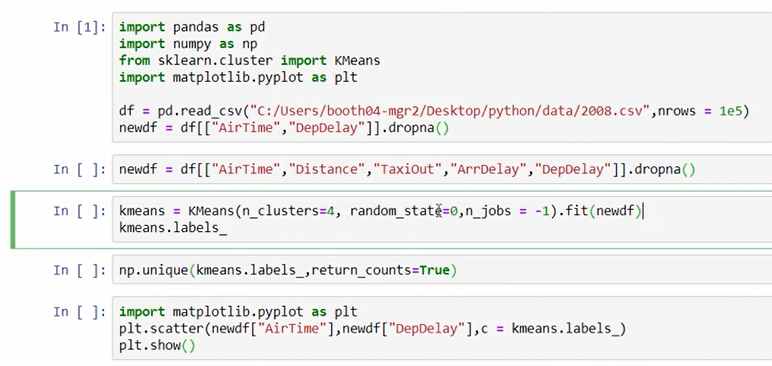 In [1]: import pandas as pd
import numpy as np
from sklearn.cluster import KMeans
import matplotlib.pyplot as plt
df = pd.read_csv("C:/Users/booth04-mgr2/Desktop/python/data/2008.csv",nrows = 1e5)
newdf = df[["AirTime","DepDelay"]].dropna()
In [ ]: newdf = df[["AirTime","Distance","TaxiOut","ArrDelay","DepDelay"]].dropna()
In [ ]: kmeans = KMeans(n_clusters=4, random_state=0,n_jobs = -1).fit(newdf)
kmeans.labels_
In [ ]: np.unique(kmeans.labels_,return_counts=True)
In [ ]: import matplotlib.pyplot as plt
plt.scatter(newdf["AirTime"],newdf["DepDelay"],c = kmeans.labels_)
plt.show()